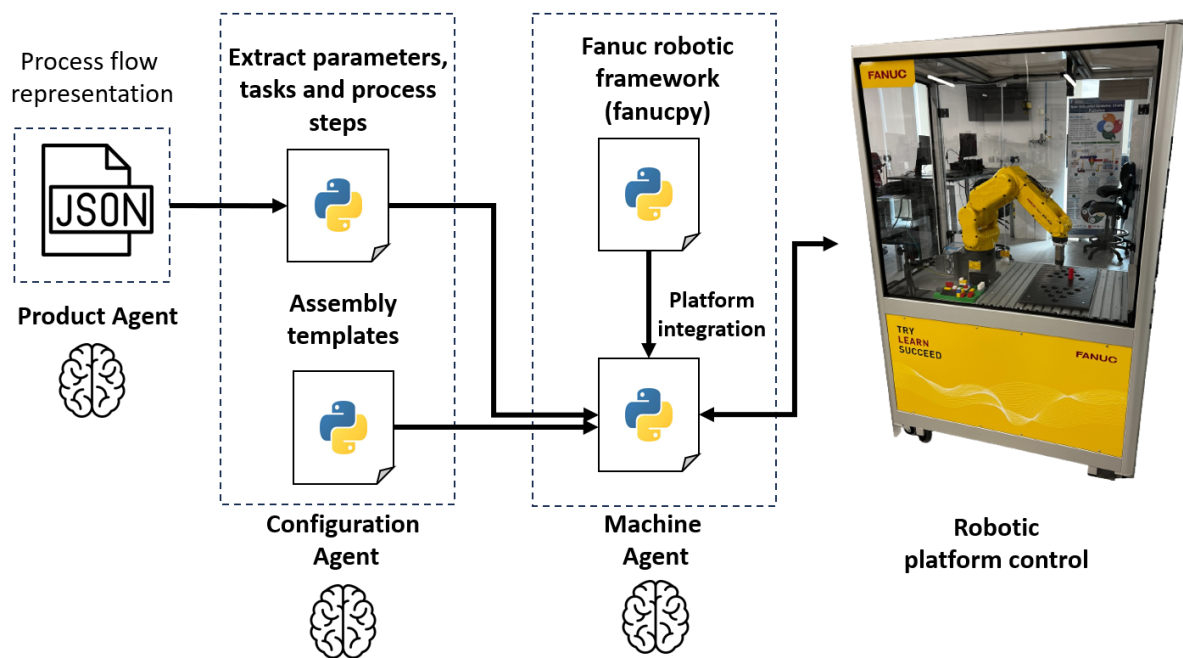 Process flow
representation
JSON
Product Agent
Extract parameters,
tasks and process
steps
Assembly
templates
Configuration
Agent
Fanuc robotic
framework
(fanucpy)
Platform
integration
Machine
Agent
FANUC
TRY
LEARN
SUCCEED
FANUC
Robotic
platform control